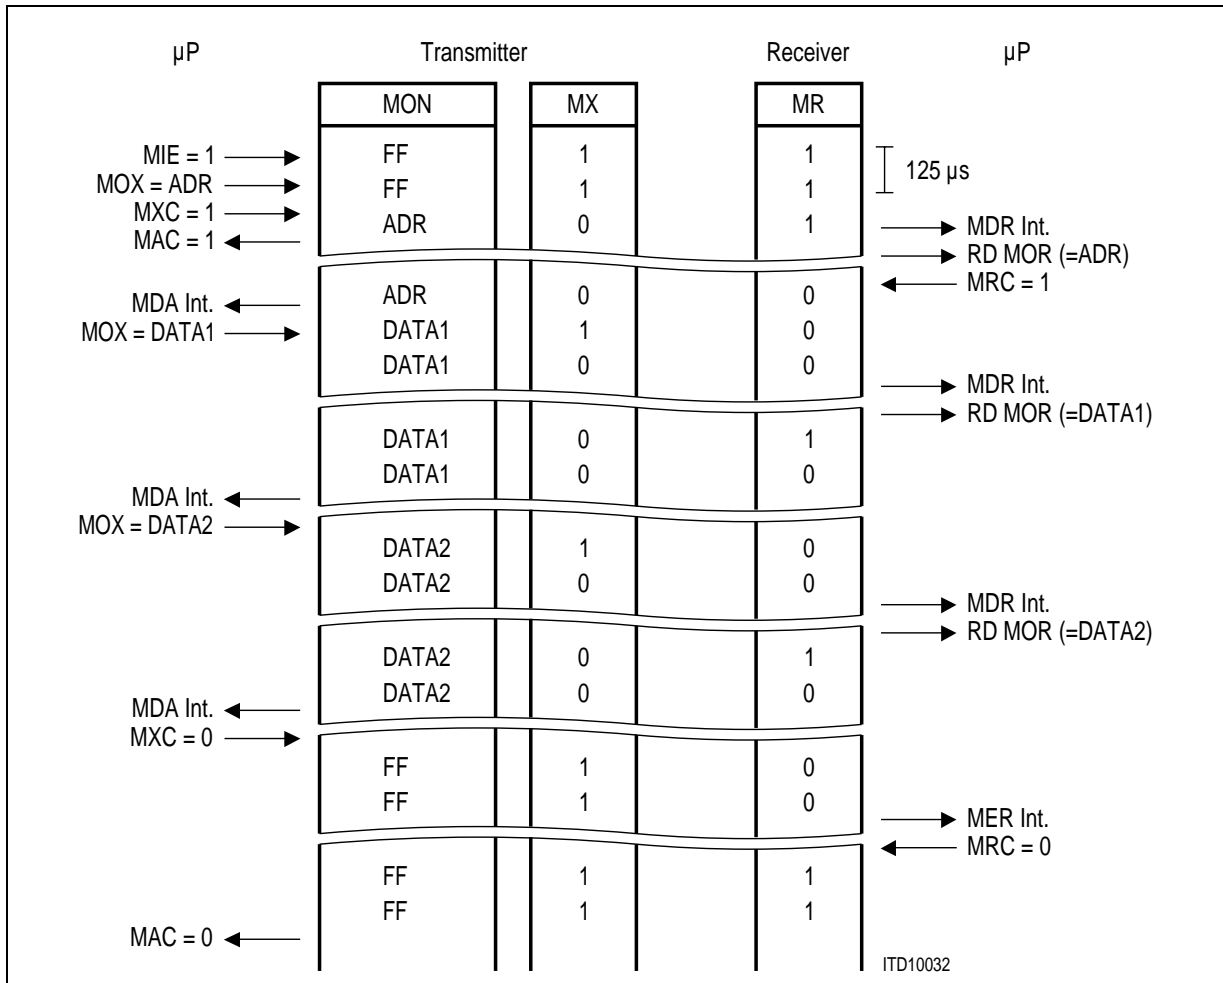 µP Transmitter Receiver µP
MON MX MR
MIE = 1 FF 1 1
125 µs
MOX = ADR FF 1 1
MXC = 1 ADR 0 1 MDR Int.
MAC = 1 RD MOR (=ADR)
MRC = 1
MDA Int. ADR 0 0
MOX = DATA1 DATA1 1 0
DATA1 0 0
MDR Int.
RD MOR (=DATA1)
DATA1 0 1
DATA1 0 0
MDA Int.
MOX = DATA2
DATA2 1 0
DATA2 0 0
MDR Int.
RD MOR (=DATA2)
DATA2 0 1
DATA2 0 0
MDA Int.
MXC = 0
FF 1 0
FF 1 0
MER Int.
MRC = 0
FF 1 1
FF 1 1
MAC = 0
ITD10032